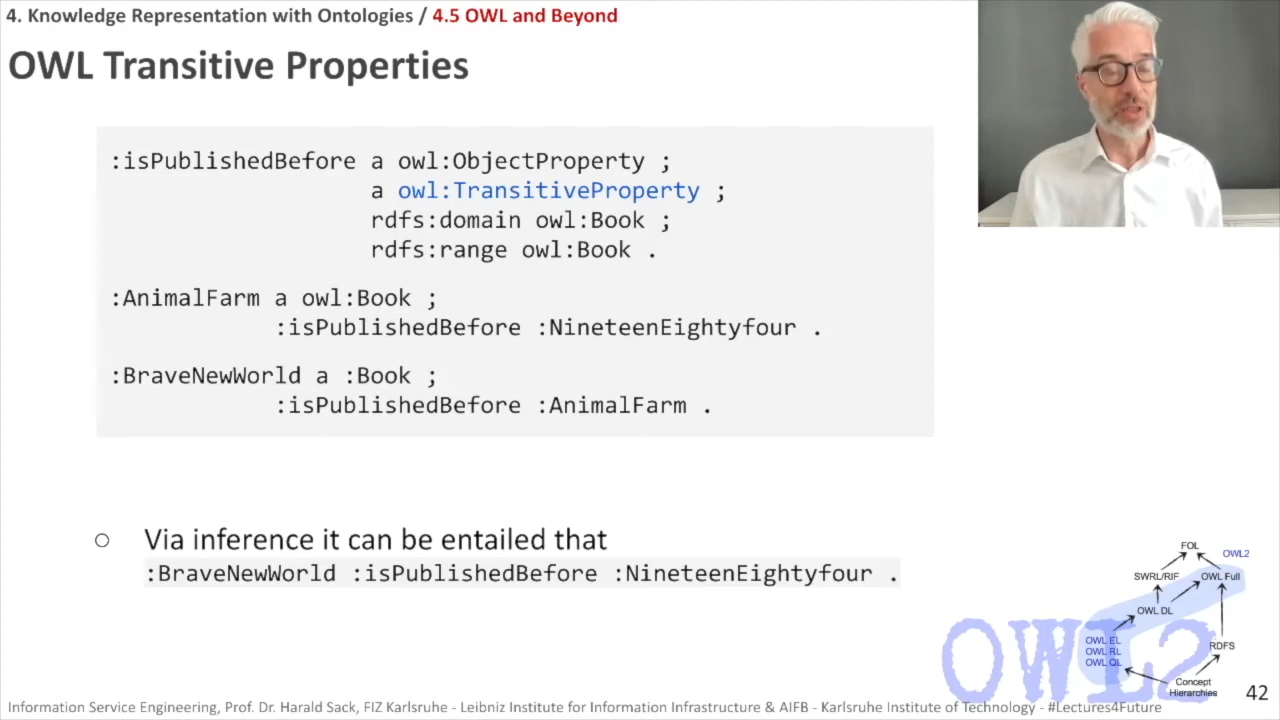 4. Knowledge Representation with Ontologies / 4.5 OWL and Beyond
OWL Transitive Properties
:isPublishedBefore a owl:ObjectProperty ;
a owl:TransitiveProperty ;
rdfs:domain owl:Book ;
rdfs:range owl:Book .
:AnimalFarm a owl:Book ;
:isPublishedBefore :NineteenEightyfour .
:BraveNewWorld a :Book ;
:isPublishedBefore :AnimalFarm .
Via inference it can be entailed that
:BraveNewWorld :isPublishedBefore :NineteenEightyfour .
FOL
OWL2
SWRL/RIF
OWL Full
OWL DL
OWL EL
OWL RL
OWL QL
RDFS
Concept
Hierarchies
OWL2
42
Information Service Engineering, Prof. Dr. Harald Sack, FIZ Karlsruhe - Leibniz Institute for Information Infrastructure & AIFB - Karlsruhe Institute of Technology - #Lectures4Future